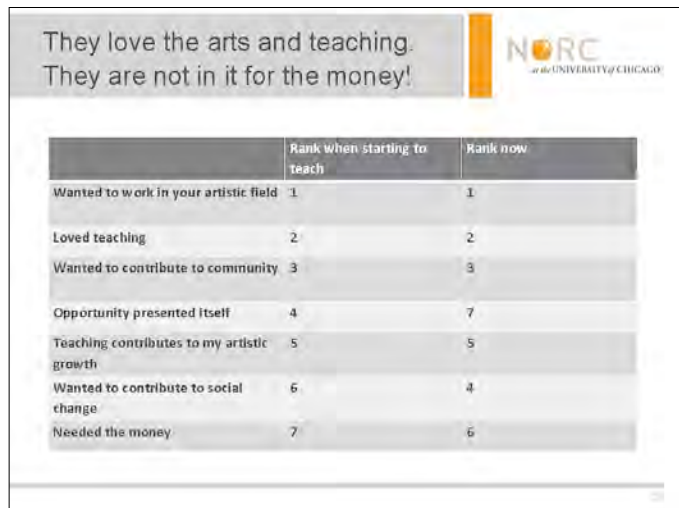 They love the arts and teaching.
They are not in it for the money!
NORC
at the UNIVERSITY of CHICAGO
Rank when starting to teach Rank now
Wanted to work in your artistic field 1 1
Loved teaching 2 2
Wanted to contribute to community 3 3
Opportunity presented itself 4 7
Teaching contributes to my artistic growth 5 5
Wanted to contribute to social change 6 4
Needed the money 7 6